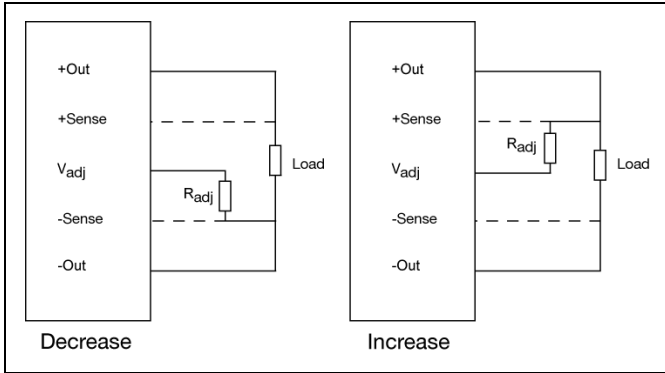 +Out
+Sense
Vadj
-Sense
-Out
Radj
Load
Decrease
+Out
+Sense
Vadj
-Sense
-Out
Radj
Load
Increase